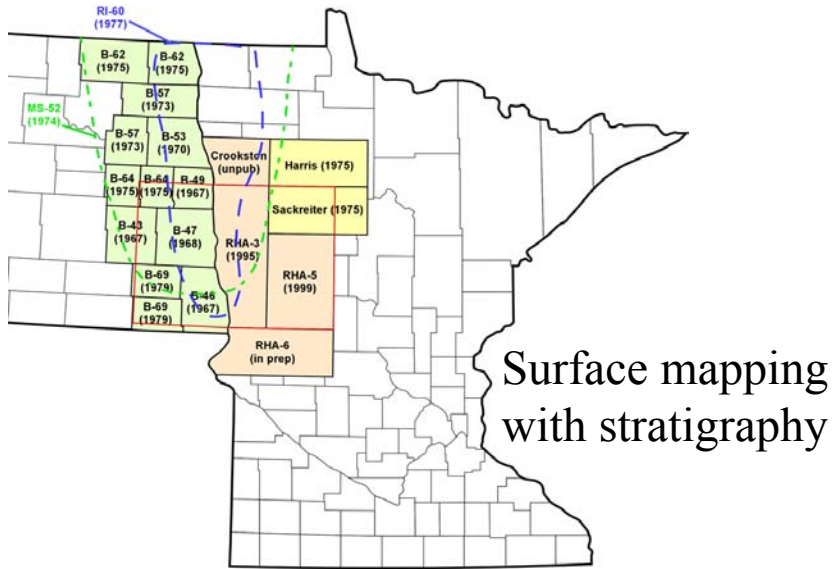 RI-60
(1977)
B-62
(1975)
B-62
(1975)
B-57
(1973)
MS-52
(1974)
B-57
(1973)
B-53
(1970)
Crookston
(unpub)
Harris (1975)
B-64
(1975)
B-64
(1975)
B-49
(1967)
Sackreiter (1975)
B-43
(1967)
B-47
(1968)
RHA-3
(1995)
RHA-5
(1999)
B-69
(1979)
B-46
(1967)
B-69
(1979)
RHA-6
(in prep)
Surface mapping
with stratigraphy